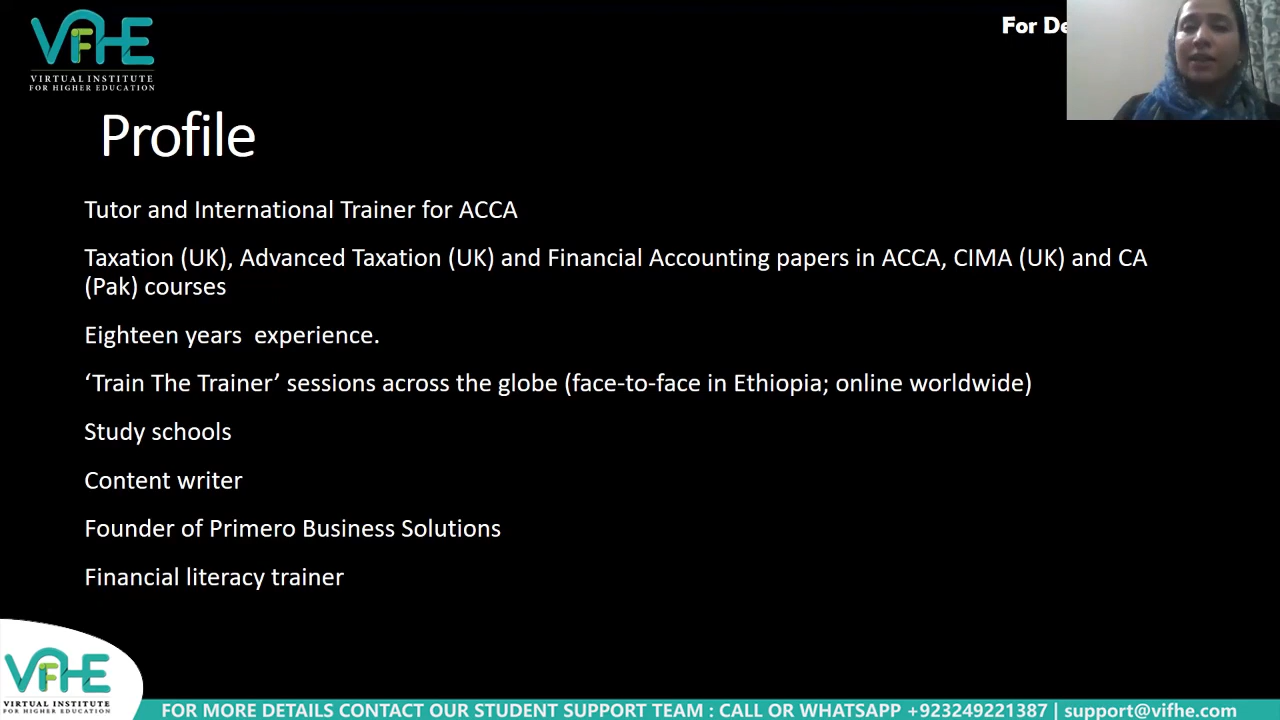 VIFHE
VIRTUAL INSTITUTE
FOR HIGHER EDUCATION
For De
Profile
Tutor and International Trainer for ACCA
Taxation (UK), Advanced Taxation (UK) and Financial Accounting papers in ACCA, CIMA (UK) and CA
(Pak) courses
Eighteen years  experience.
‘Train The Trainer’ sessions across the globe (face-to-face in Ethiopia; online worldwide)
Study schools
Content writer
Founder of Primero Business Solutions
Financial literacy trainer
VIFHE
VIRTUAL INSTITUTE
FOR HIGHER EDUCATION
FOR MORE DETAILS CONTACT OUR STUDENT SUPPORT TEAM : CALL OR WHATSAPP +923249221387 | support@vifhe.com